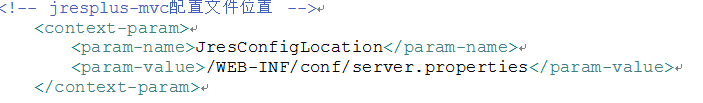 <!-- jresplus-mvc配置文件位置 -->
<context-param>
<param-name>JresConfigLocation</param-name>
<param-value>/WEB-INF/conf/server.properties</param-value>
</context-param>